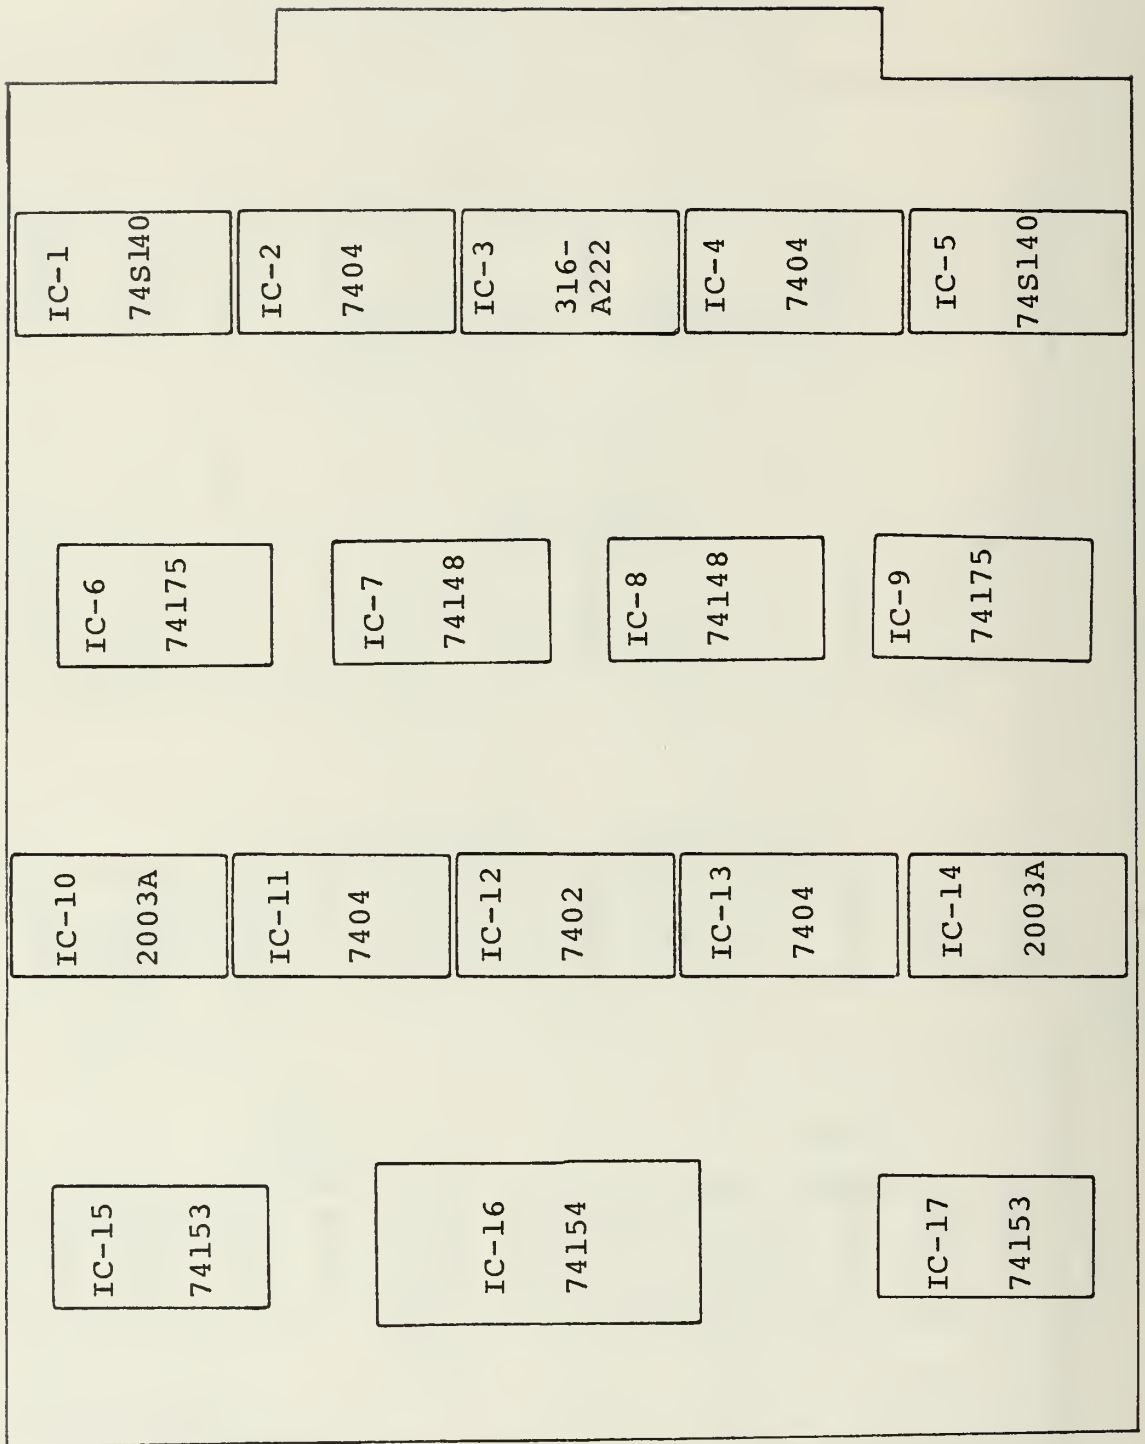 IC-1
74S140
IC-2
7404
IC-3
316-
A222
IC-4
7404
IC-5
74S140
IC-6
74175
IC-7
74148
IC-8
74148
IC-9
74175
IC-10
2003A
IC-11
7404
IC-12
7402
IC-13
7404
IC-14
2003A
IC-15
74153
IC-16
74154
IC-17
74153